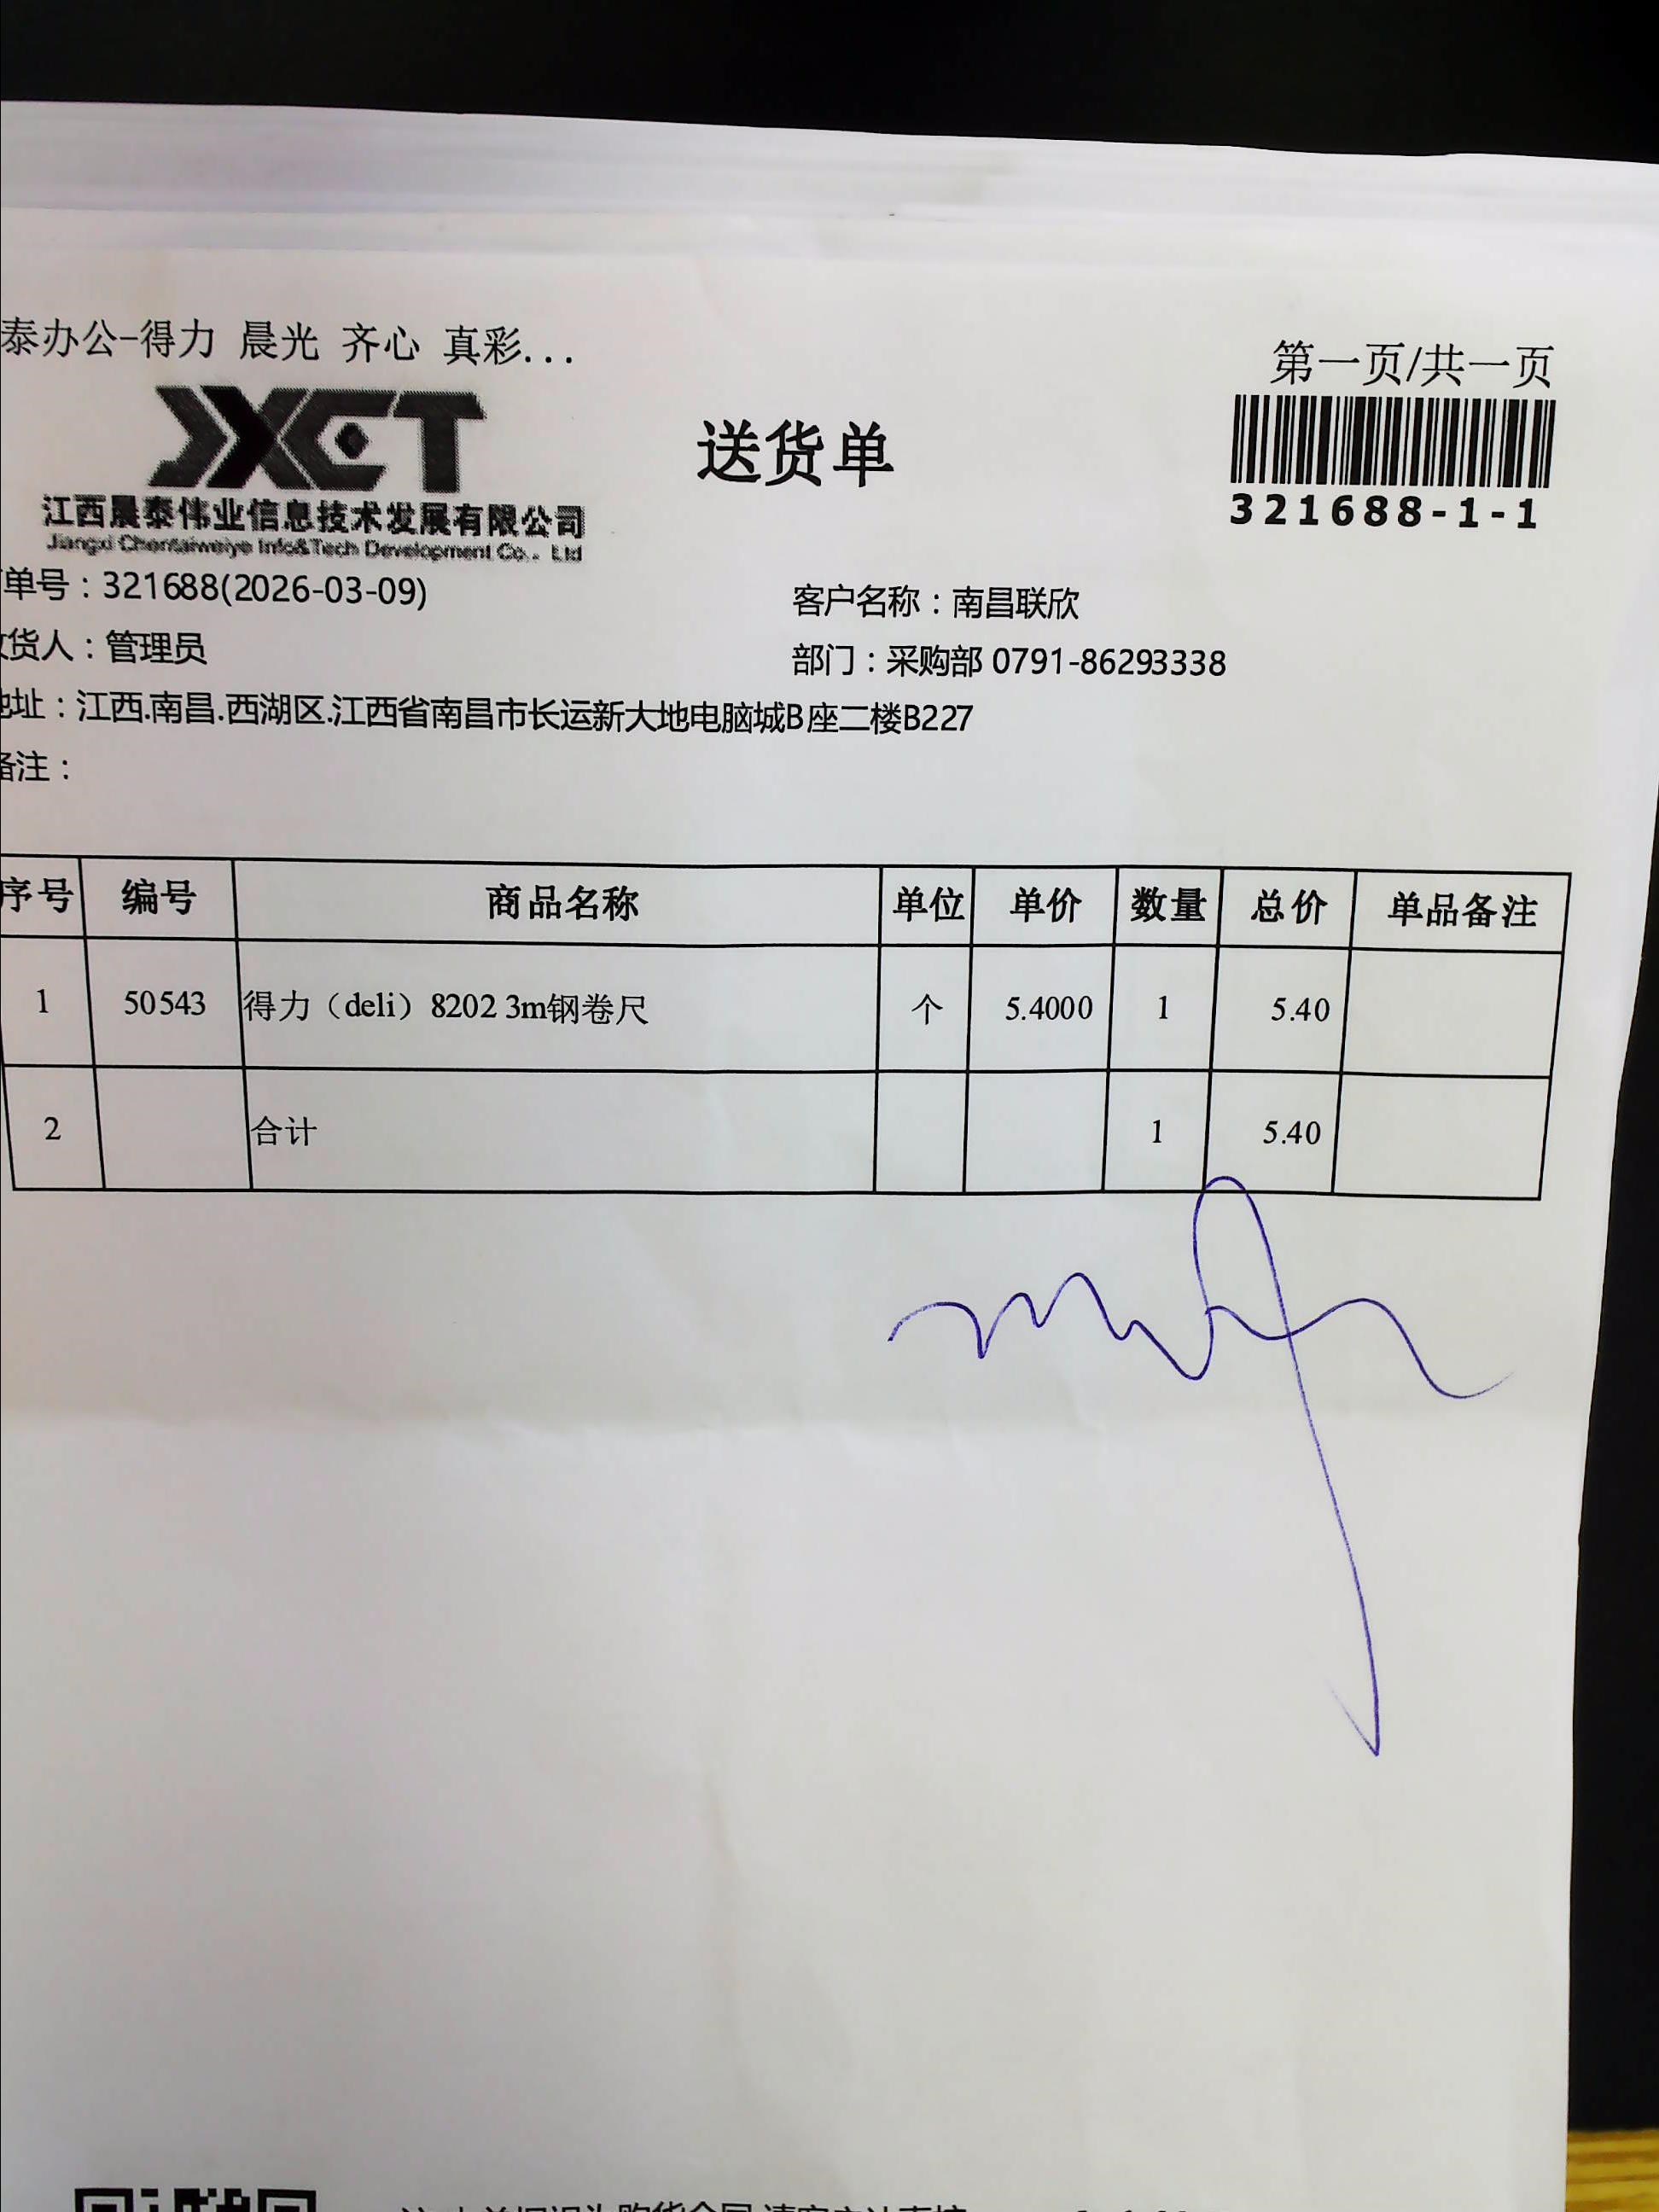 泰办公-得力 晨光 齐心 真彩...
第一页/共一页
送货单
321688-1-1
江西晨泰伟业信息技术发展有限公司
Jiangxi Chentaiweiye Info&Tech Development Co., Ltd
单号：321688(2026-03-09)
客户名称：南昌联欣
货人：管理员
部门：采购部 0791-86293338
地址：江西.南昌.西湖区.江西省南昌市长运新大地电脑城B座二楼B227
备注：
序号 编号 商品名称 单位 单价 数量 总价 单品备注
1 50543 得力（deli）8202 3m钢卷尺 个 5.4000 1 5.40
2 合计 1 5.40